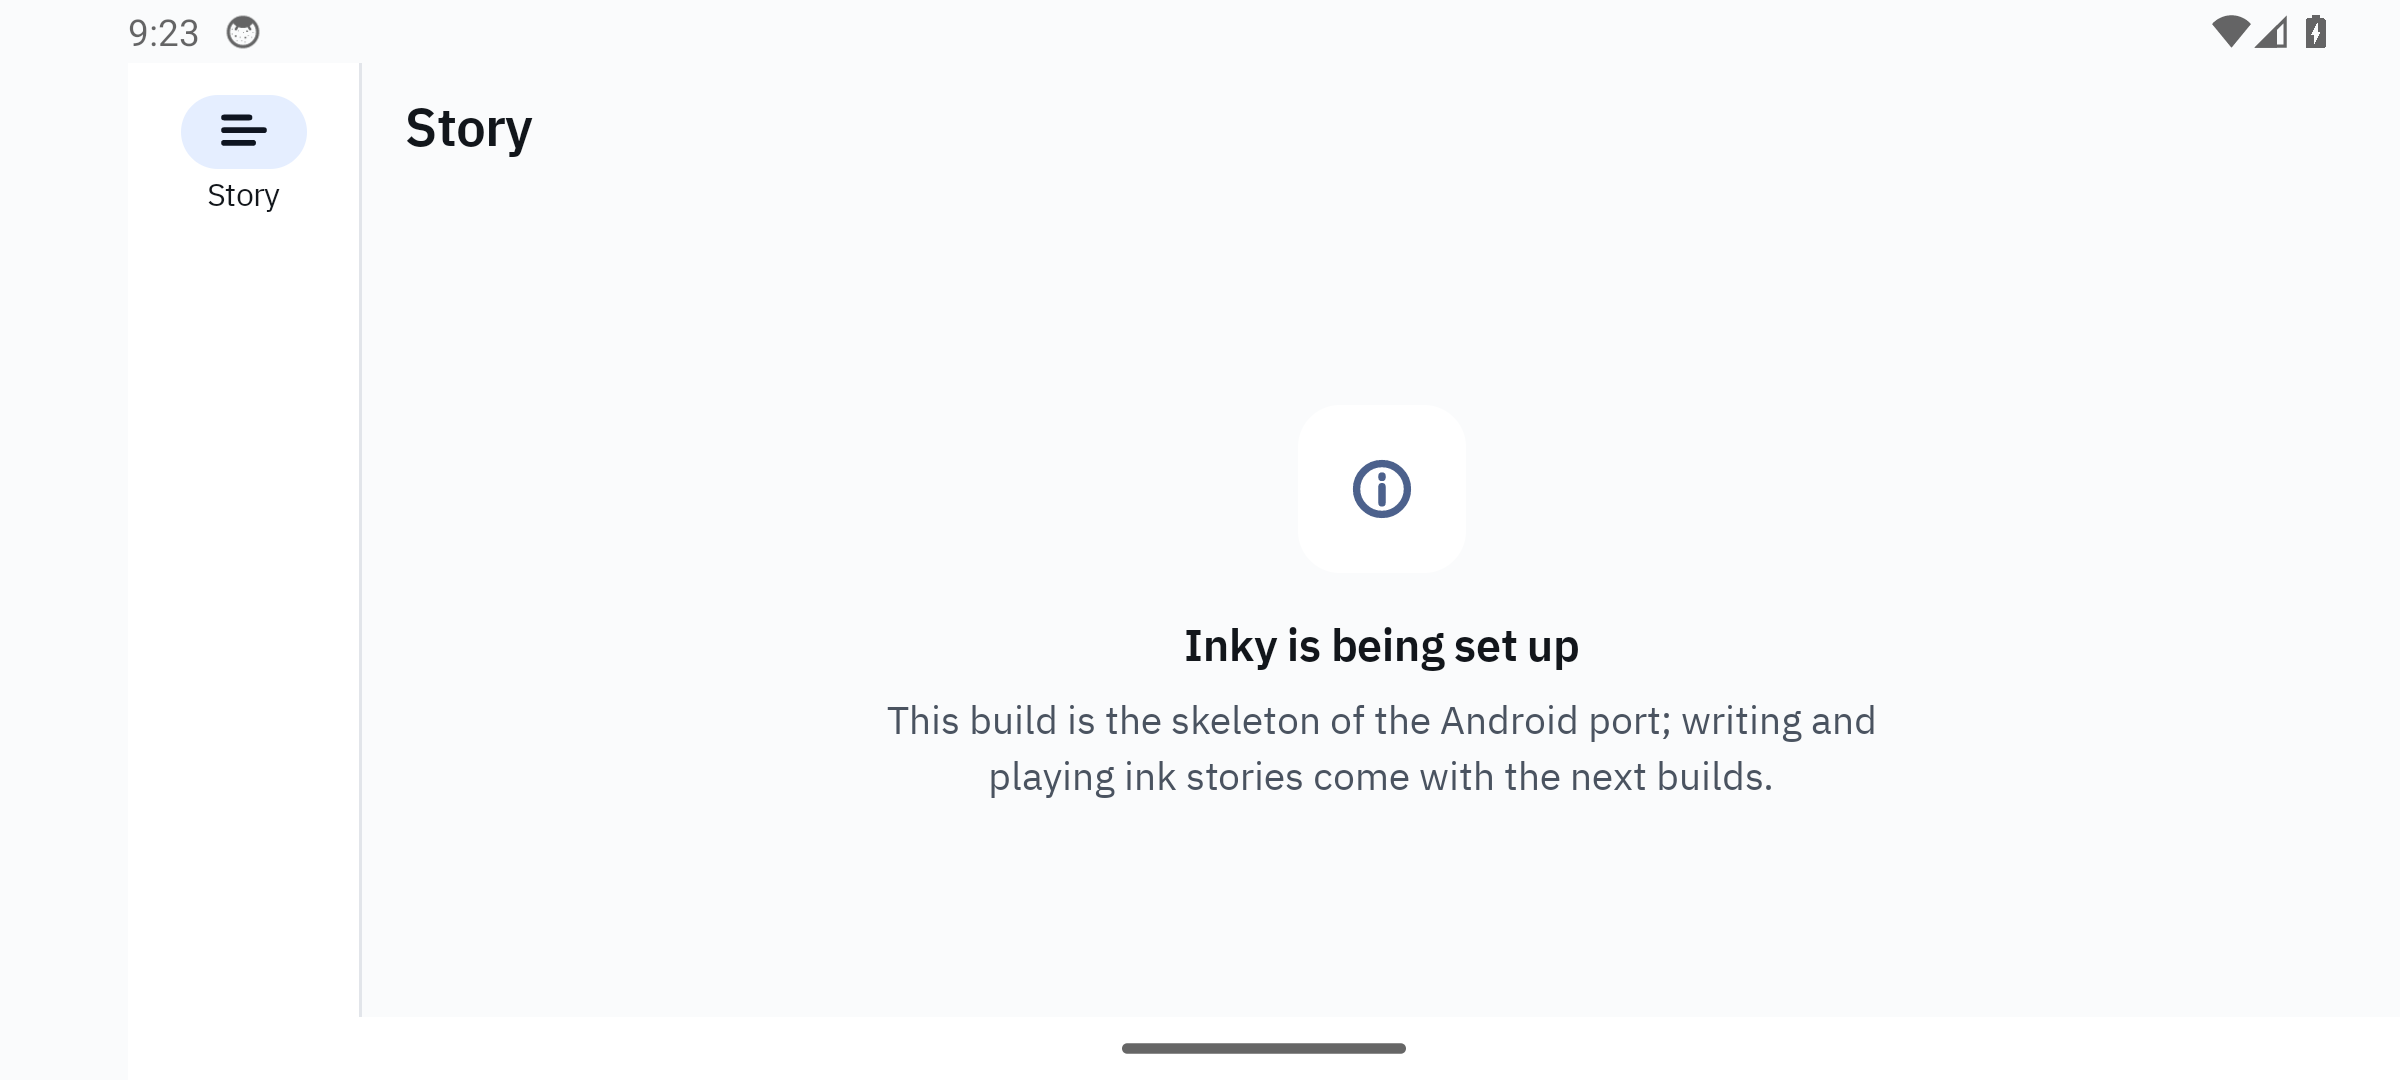 9:23
Story
Story
Inky is being set up
This build is the skeleton of the Android port; writing and
playing ink stories come with the next builds.